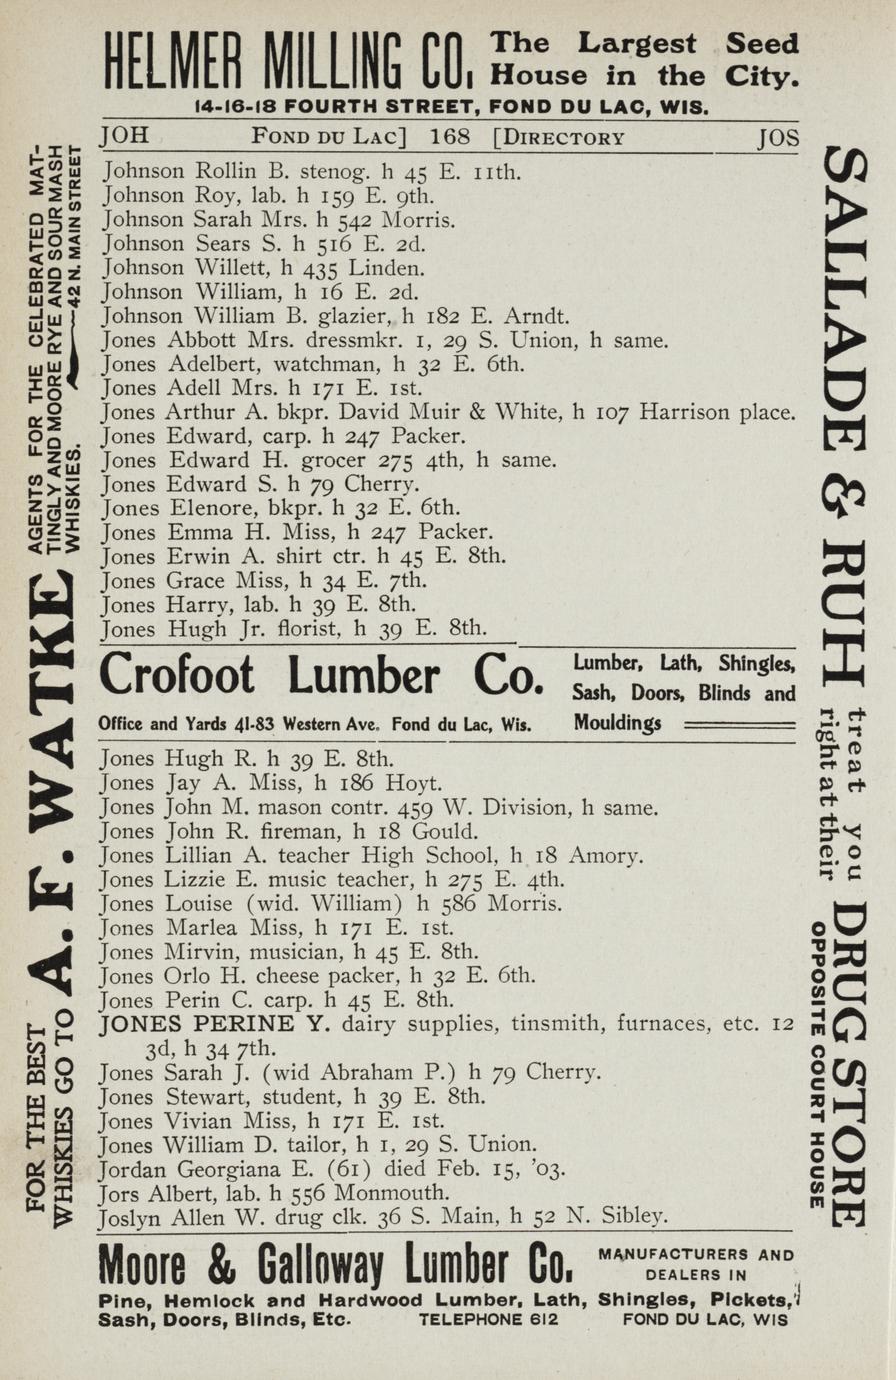 HELMER MILLING CO. The Largest Seed
House in the City.
14-16-18 FOURTH STREET, FOND DU LAC, WIS.
JOH FOND DU LAC] 168 [DIRECTORY JOS
Johnson Rollin B. stenog. h 45 E. 11th.
Johnson Roy, lab. h 159 E. 9th.
Johnson Sarah Mrs. h 542 Morris.
Johnson Sears S. h 516 E. 2d.
Johnson Willett, h 435 Linden.
Johnson William, h 16 E. 2d.
Johnson William B. glazier, h 182 E. Arndt.
Jones Abbott Mrs. dressmkr. 1, 29 S. Union, h same.
Jones Adelbert, watchman, h 32 E. 6th.
Jones Adell Mrs. h 171 E. 1st.
Jones Arthur A. bkpr. David Muir & White, h 107 Harrison place.
Jones Edward, carp. h 247 Packer.
Jones Edward H. grocer 275 4th, h same.
Jones Edward S. h 79 Cherry.
Jones Elenore, bkpr. h 32 E. 6th.
Jones Emma H. Miss, h 247 Packer.
Jones Erwin A. shirt ctr. h 45 E. 8th.
Jones Grace Miss, h 34 E. 7th.
Jones Harry, lab. h 39 E. 8th.
Jones Hugh Jr. florist, h 39 E. 8th.
Crofoot Lumber Co. Lumber, Lath, Shingles,
Sash, Doors, Blinds and
Office and Yards 41-83 Western Ave. Fond du Lac, Wis. Mouldings
Jones Hugh R. h 39 E. 8th.
Jones Jay A. Miss, h 186 Hoyt.
Jones John M. mason contr. 459 W. Division, h same.
Jones John R. fireman, h 18 Gould.
Jones Lillian A. teacher High School, h 18 Amory.
Jones Lizzie E. music teacher, h 275 E. 4th.
Jones Louise (wid. William) h 586 Morris.
Jones Marlea Miss, h 171 E. 1st.
Jones Mirvin, musician, h 45 E. 8th.
Jones Orlo H. cheese packer, h 32 E. 6th.
Jones Perin C. carp. h 45 E. 8th.
JONES PERINE Y. dairy supplies, tinsmith, furnaces, etc. 12
3d, h 34 7th.
Jones Sarah J. (wid Abraham P.) h 79 Cherry.
Jones Stewart, student, h 39 E. 8th.
Jones Vivian Miss, h 171 E. 1st.
Jones William D. tailor, h 1, 29 S. Union.
Jordan Georgiana E. (61) died Feb. 15, '03.
Jors Albert, lab. h 556 Monmouth.
Joslyn Allen W. drug clk. 36 S. Main, h 52 N. Sibley.
Moore & Galloway Lumber Co. MANUFACTURERS AND
DEALERS IN
Pine, Hemlock and Hardwood Lumber, Lath, Shingles, Pickets,
Sash, Doors, Blinds, Etc. TELEPHONE 612 FOND DU LAC, WIS
FOR THE BEST
WHISKIES GO TO A. F. WATKE
AGENTS FOR THE CELEBRATED MAT-
TINGLY AND MOORE RYE AND SOUR MASH
WHISKIES. 42 N. MAIN STREET
SALLADE & RUH treat you
right at their DRUG STORE
OPPOSITE COURT HOUSE